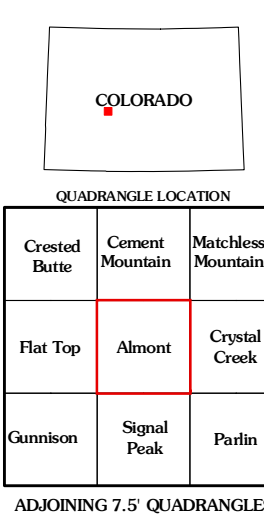 COLORADO
QUADRANGLE LOCATION
Crested Butte
Cement Mountain
Matchless Mountain
Flat Top
Almont
Crystal Creek
Gunnison
Signal Peak
Parlin
ADJOINING 7.5' QUADRANGLES